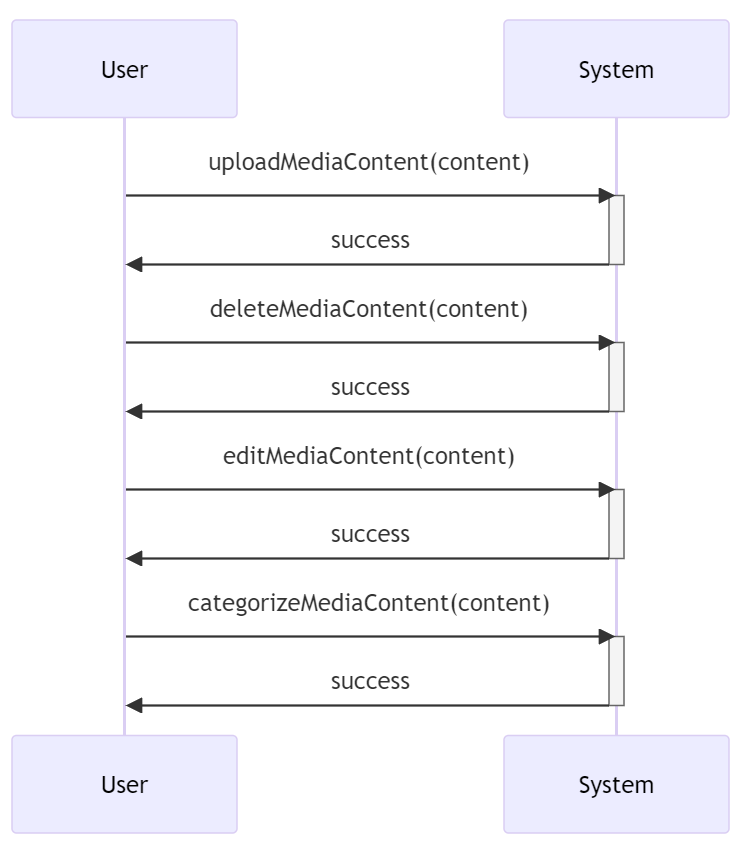 User
System
uploadMediaContent(content)
success
deleteMediaContent(content)
success
editMediaContent(content)
success
categorizeMediaContent(content)
success
User
System